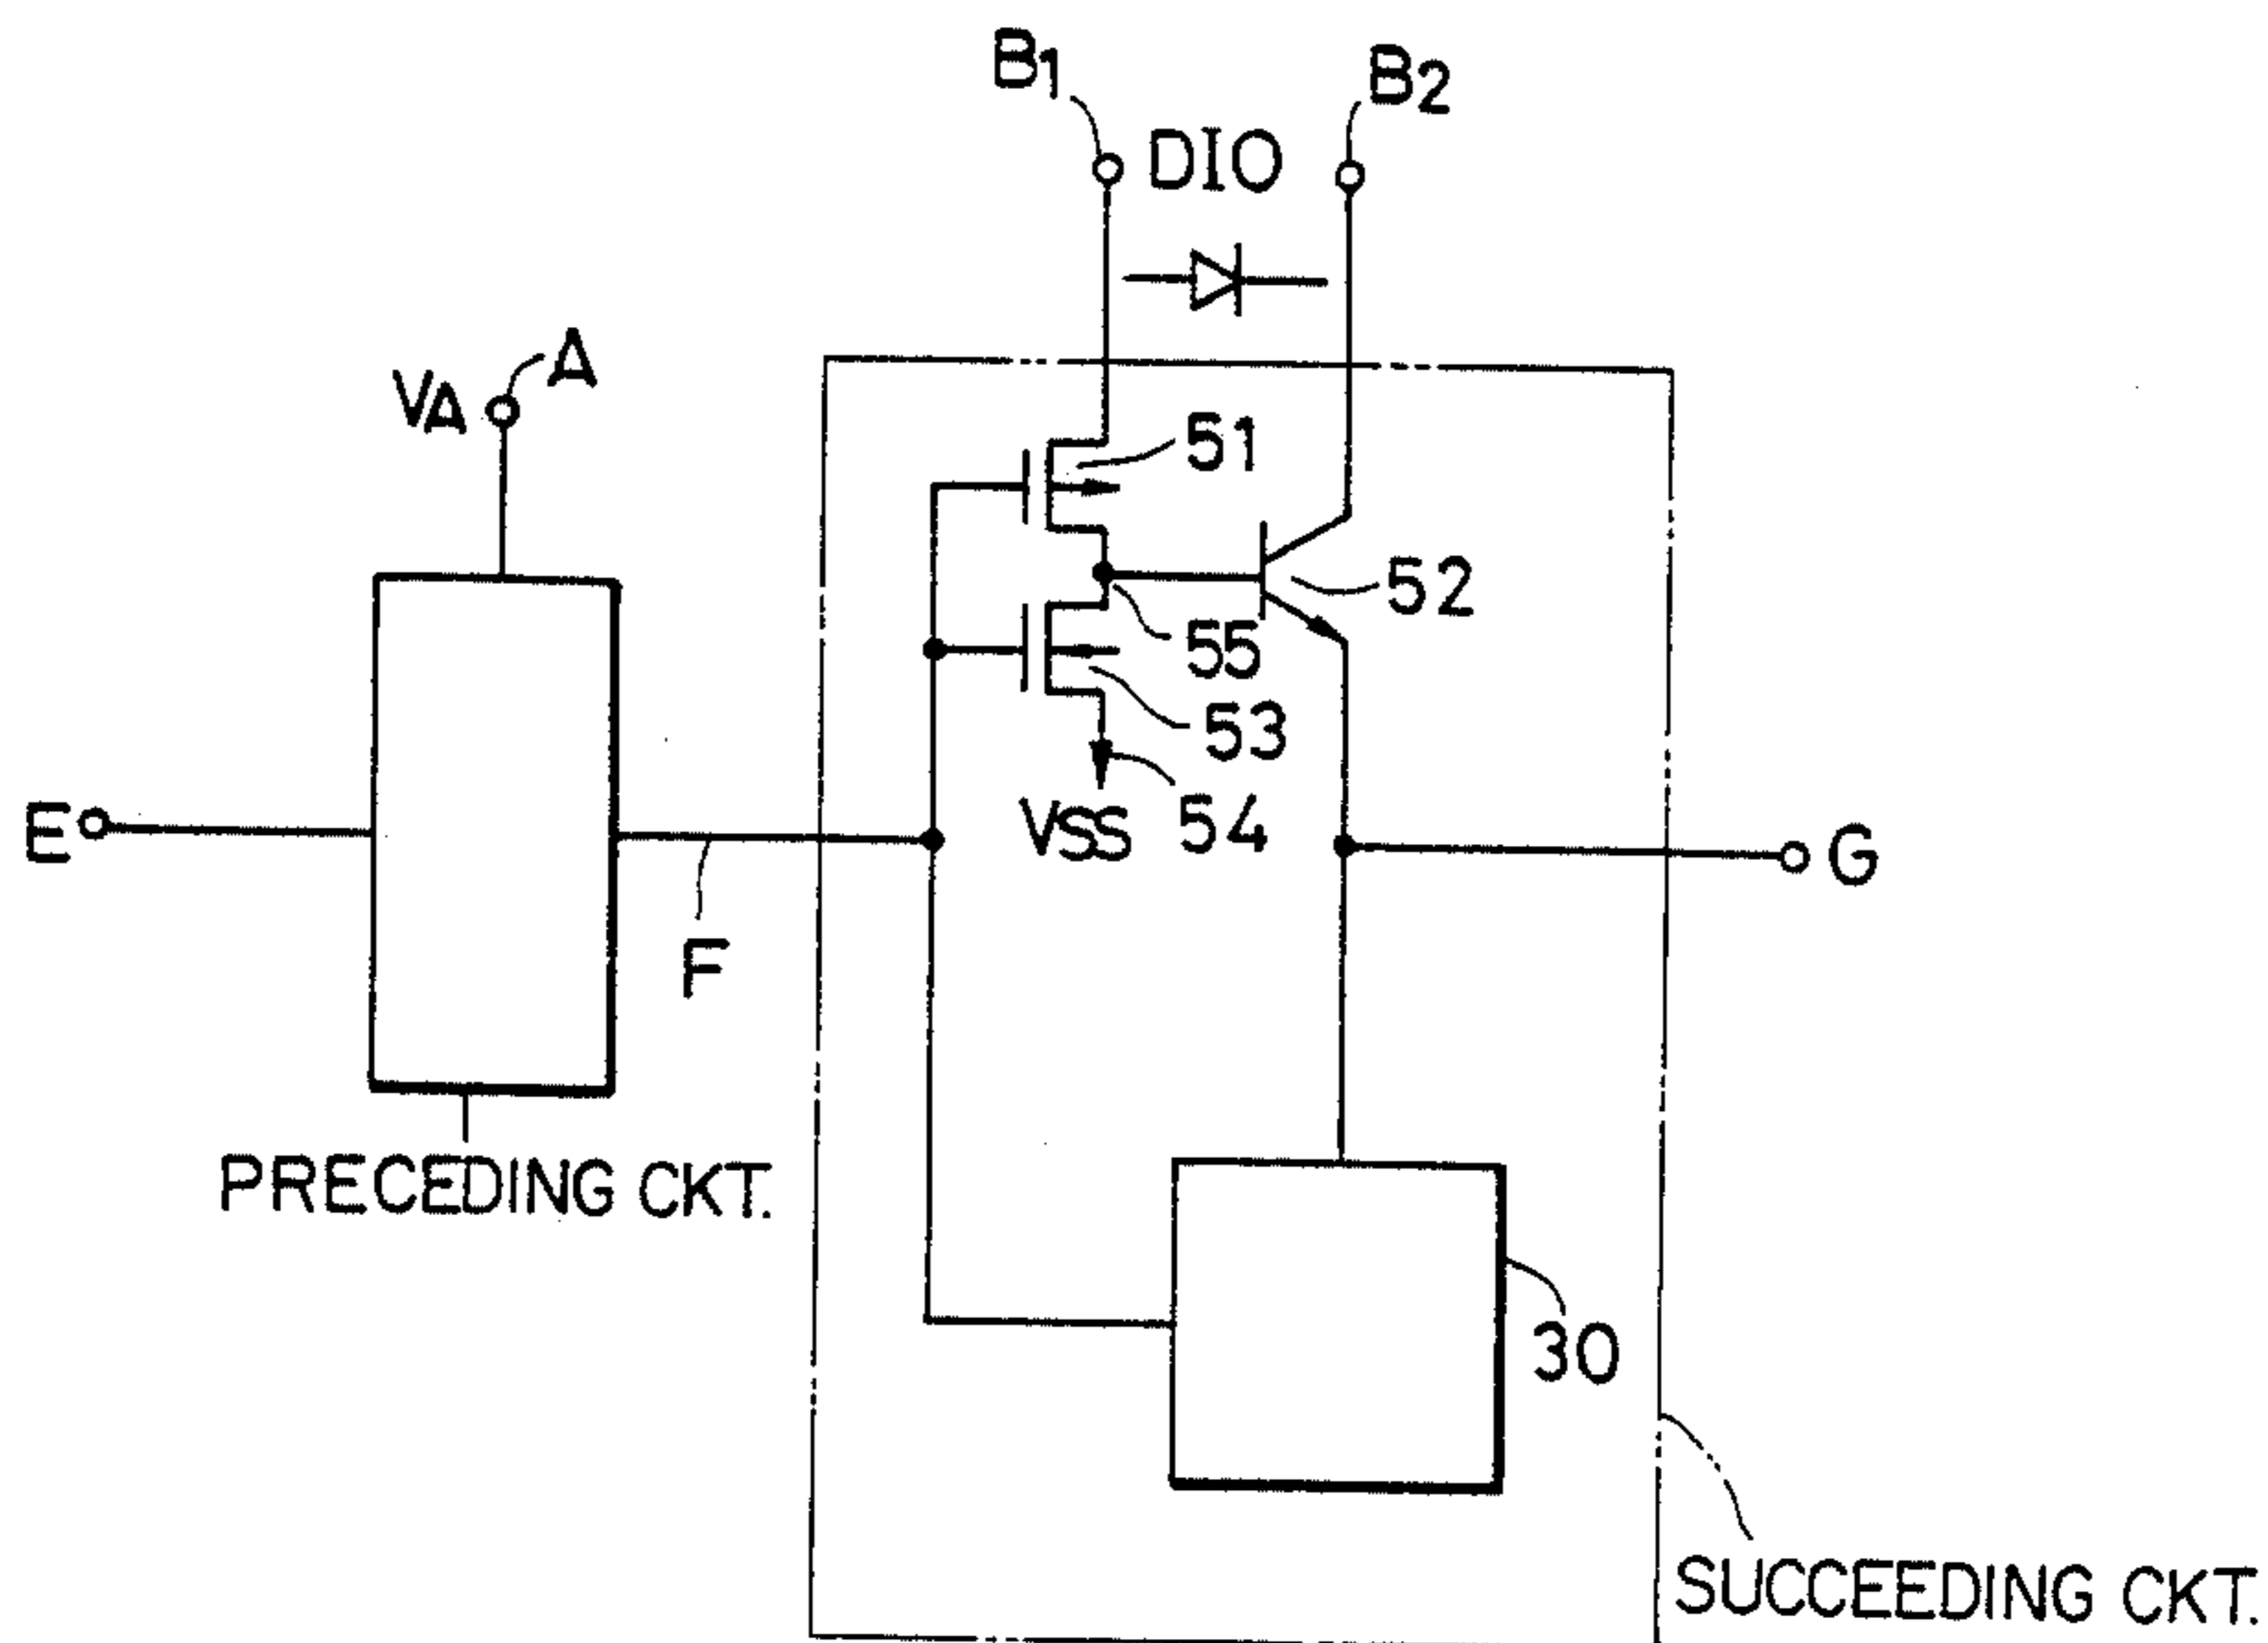 B1
B2
DIO
A
VA
51
52
55
53
VSS
54
E
G
F
PRECEDING CKT.
30
SUCCEEDING CKT.